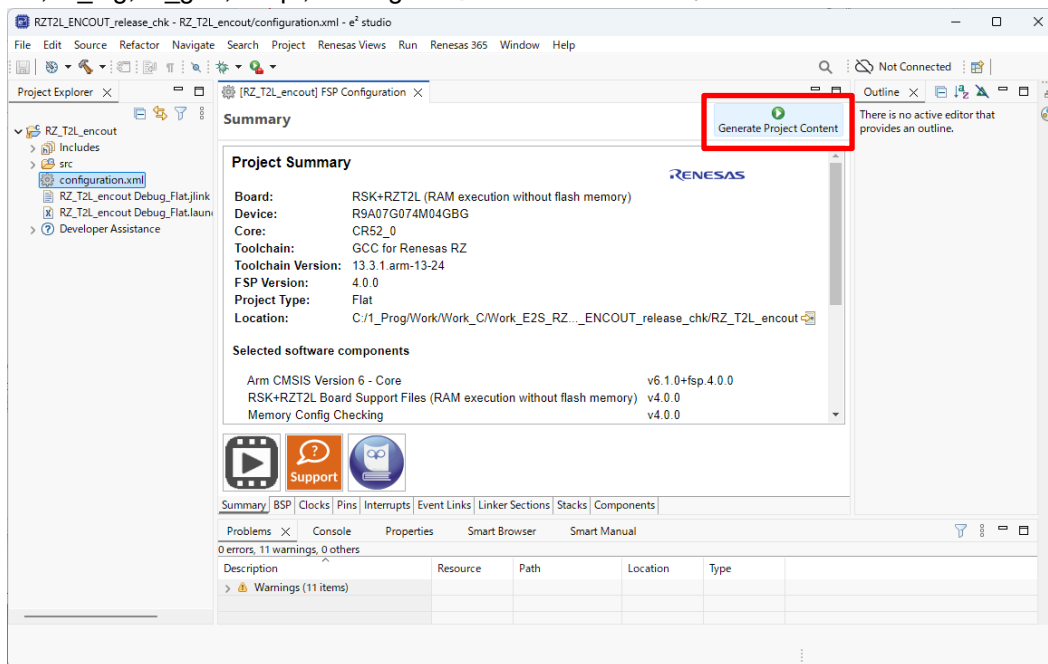 RZT2L_ENCOUT_release_chk - RZ_T2L_encout/configuration.xml - e² studio
File Edit Source Refactor Navigate Search Project Renesas Views Run Renesas 365 Window Help
Not Connected
Project Explorer
[RZ_T2L_encout] FSP Configuration
Outline
RZ_T2L_encout
Includes
src
configuration.xml
RZ_T2L_encout Debug_Flat.jlink
RZ_T2L_encout Debug_Flat.laun
Developer Assistance
Summary
Generate Project Content
There is no active editor that
provides an outline.
Project Summary
RENESAS
Board: RSK+RZT2L (RAM execution without flash memory)
Device: R9A07G074M04GBG
Core: CR52_0
Toolchain: GCC for Renesas RZ
Toolchain Version: 13.3.1.arm-13-24
FSP Version: 4.0.0
Project Type: Flat
Location: C:/1_Prog/Work/Work_C/Work_E2S_RZ..._ENCOUT_release_chk/RZ_T2L_encout
Selected software components
Arm CMSIS Version 6 - Core v6.1.0+fsp.4.0.0
RSK+RZT2L Board Support Files (RAM execution without flash memory) v4.0.0
Memory Config Checking v4.0.0
Support
Summary BSP Clocks Pins Interrupts Event Links Linker Sections Stacks Components
Problems Console Properties Smart Browser Smart Manual
0 errors, 11 warnings, 0 others
Description Resource Path Location Type
Warnings (11 items)